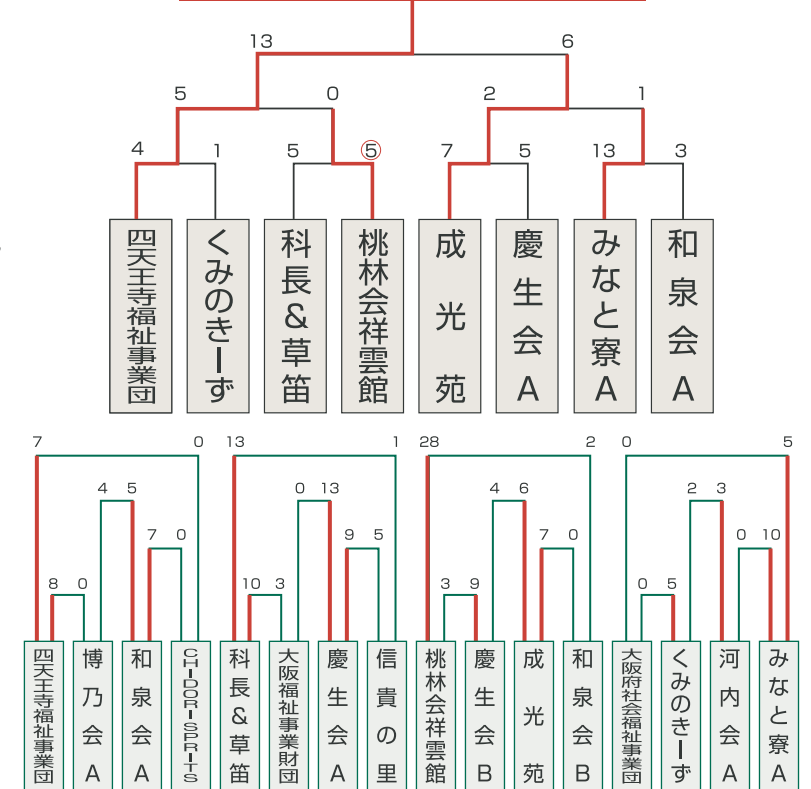 13 6
5 0 2 1
4 1 5 ⑤ 7 5 13 3
四天王寺福祉事業団
くみのきーず
科長&草笛
桃林会祥雲館
成光苑
慶生会A
みなと寮A
和泉会A
7 0 13 1 28 2 0 5
4 5 0 13 4 6 2 3
7 0 9 5 7 0 0 10
8 0 10 3 3 9 0 5
四天王寺福祉事業団
博乃会A
和泉会A
CHIDORI-SPRITS
科長&草笛
大阪福祉事業財団
慶生会A
信貴の里
桃林会祥雲館
慶生会B
成光苑
和泉会B
大阪府社会福祉事業団
くみのきーず
河内会A
みなと寮A